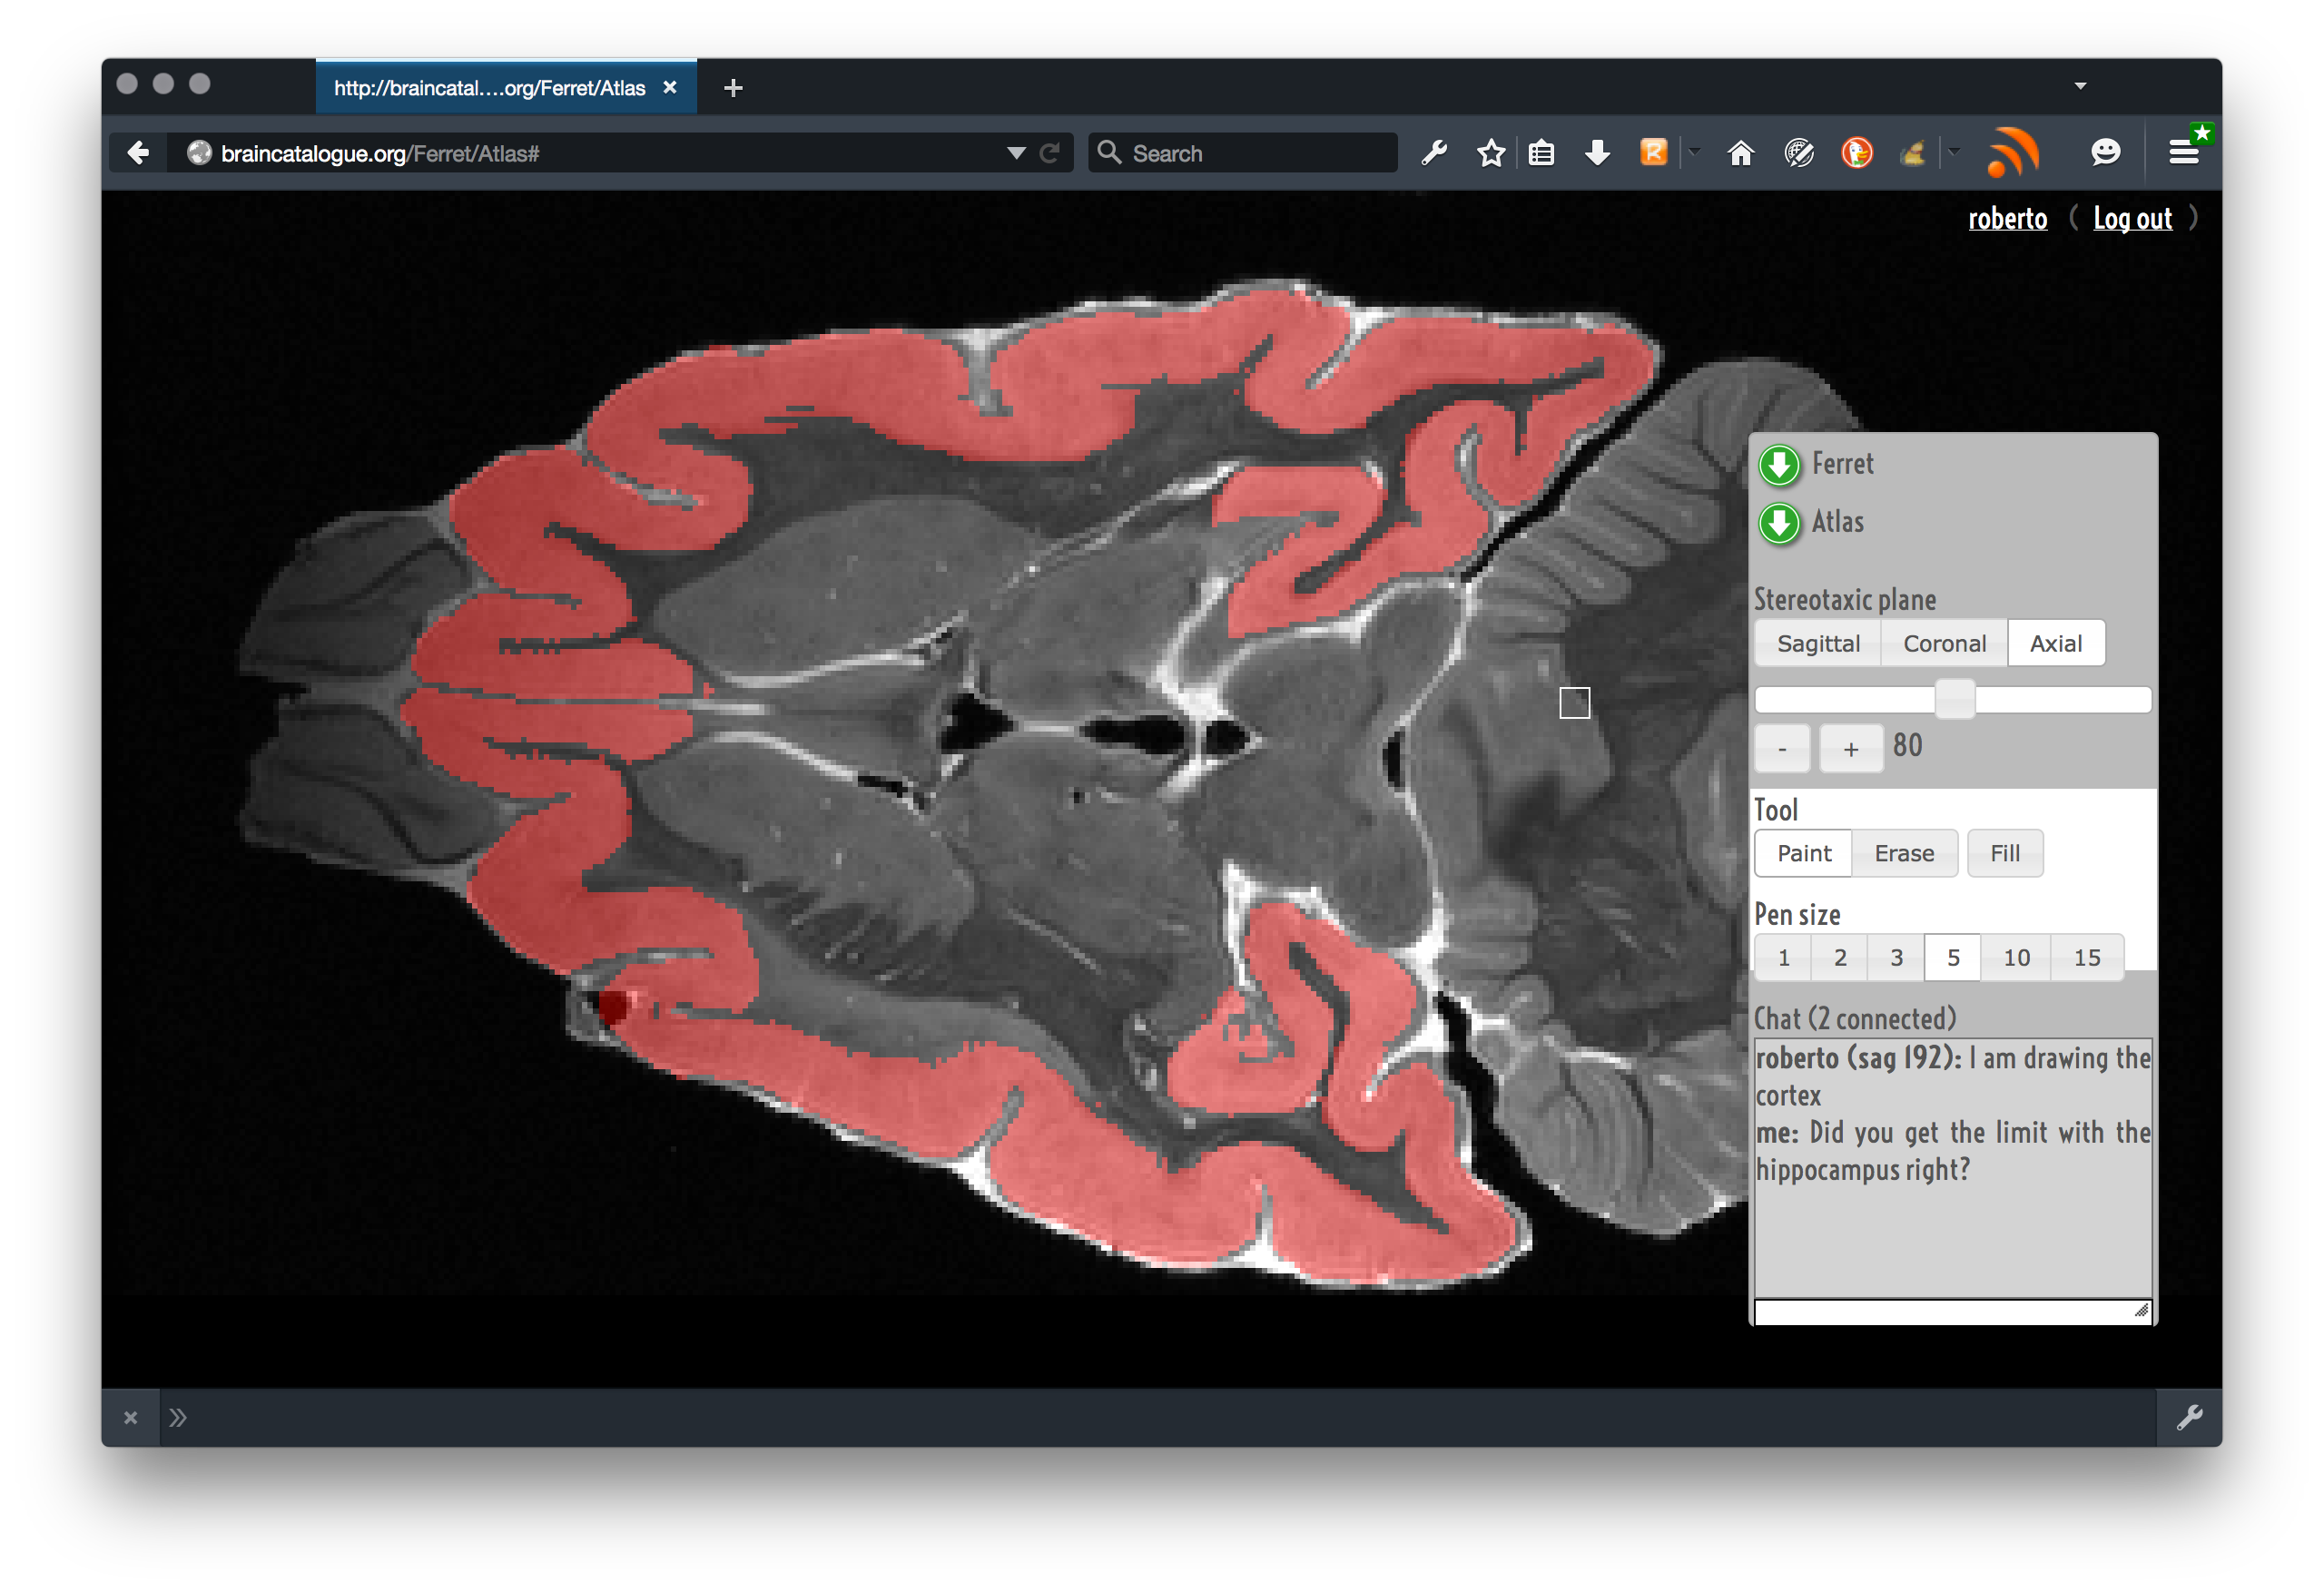 http://braincatal....org/Ferret/Atlas
braincatalogue.org/Ferret/Atlas#
Search
roberto ( Log out )
Ferret
Atlas
Stereotaxic plane
Sagittal Coronal Axial
- + 80
Tool
Paint Erase Fill
Pen size
1 2 3 5 10 15
Chat (2 connected)
roberto (sag 192): I am drawing the
cortex
me: Did you get the limit with the
hippocampus right?